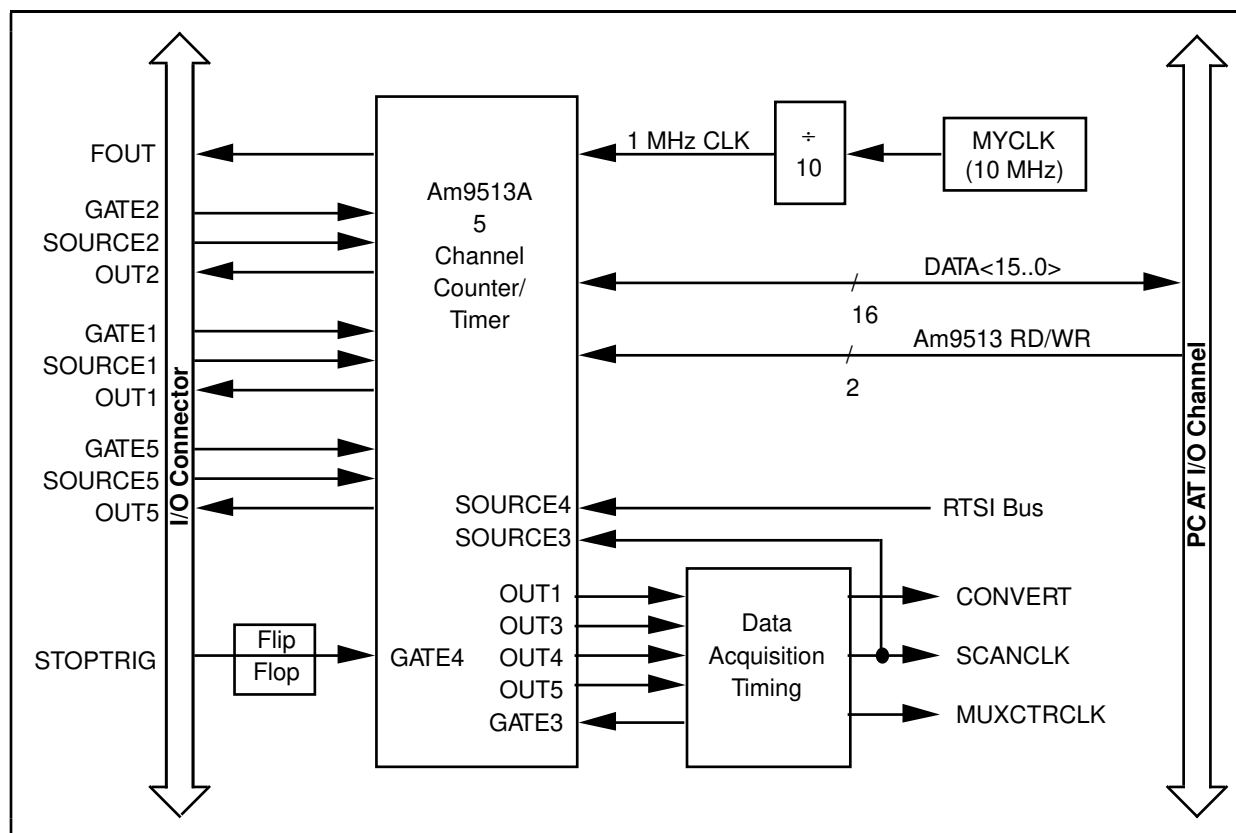 FOUT
GATE2
SOURCE2
OUT2
GATE1
SOURCE1
OUT1
GATE5
SOURCE5
OUT5
STOPTRIG
I/O Connector
Flip
Flop
Am9513A
5
Channel
Counter/
Timer
1 MHz CLK
÷
10
MYCLK
(10 MHz)
DATA<15..0>
16
Am9513 RD/WR
2
SOURCE4
RTSI Bus
SOURCE3
OUT1
OUT3
OUT4
OUT5
GATE3
GATE4
Data
Acquisition
Timing
CONVERT
SCANCLK
MUXCTRCLK
PC AT I/O Channel